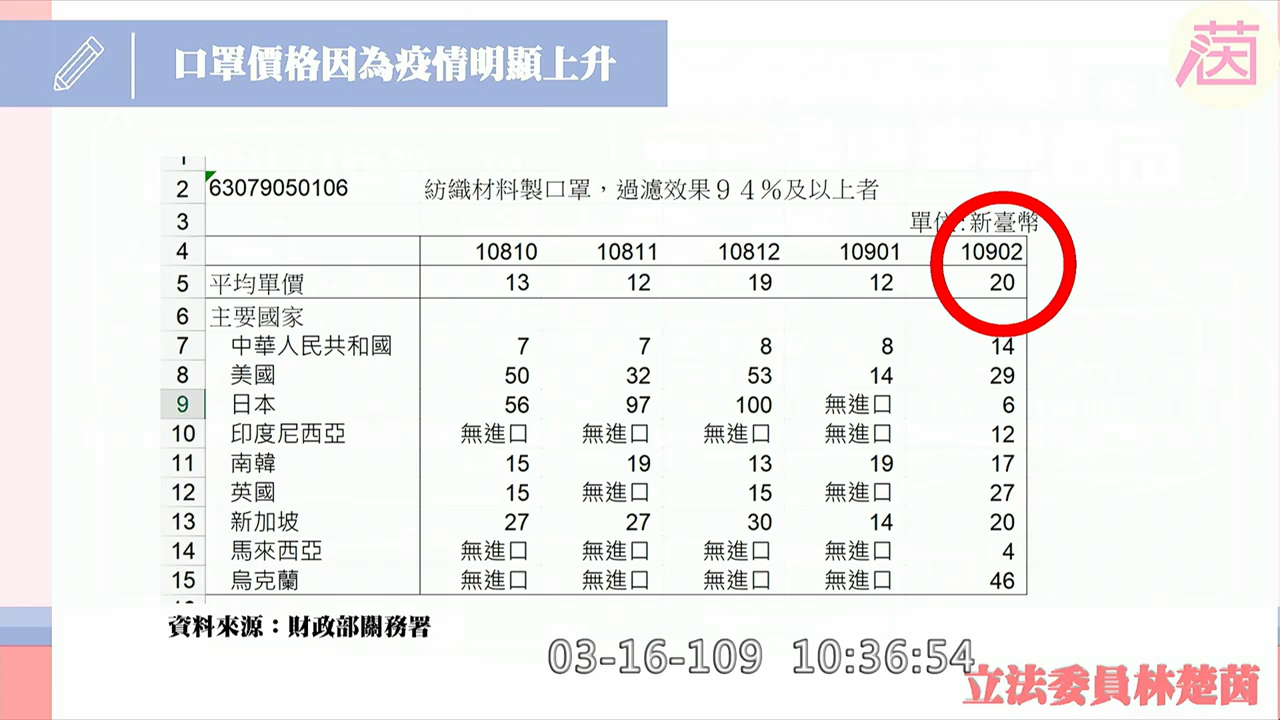 口罩價格因為疫情明顯上升
茵
1
2 63079050106 紡織材料製口罩，過濾效果９４％及以上者
3 單位:新臺幣
4 10810 10811 10812 10901 10902
5 平均單價 13 12 19 12 20
6 主要國家
7 中華人民共和國 7 7 8 8 14
8 美國 50 32 53 14 29
9 日本 56 97 100 無進口 6
10 印度尼西亞 無進口 無進口 無進口 無進口 12
11 南韓 15 19 13 19 17
12 英國 15 無進口 15 無進口 27
13 新加坡 27 27 30 14 20
14 馬來西亞 無進口 無進口 無進口 無進口 4
15 烏克蘭 無進口 無進口 無進口 無進口 46
資料來源：財政部關務署
03-16-109 10:36:54
立法委員林楚茵